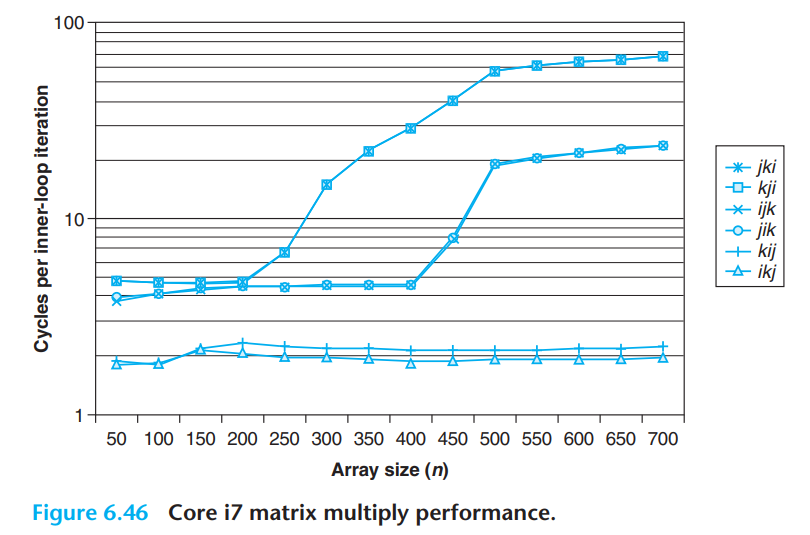 100
10
1
Cycles per inner-loop iteration
50 100 150 200 250 300 350 400 450 500 550 600 650 700
Array size (n)
jki
kji
ijk
jik
kij
ikj
Figure 6.46 Core i7 matrix multiply performance.